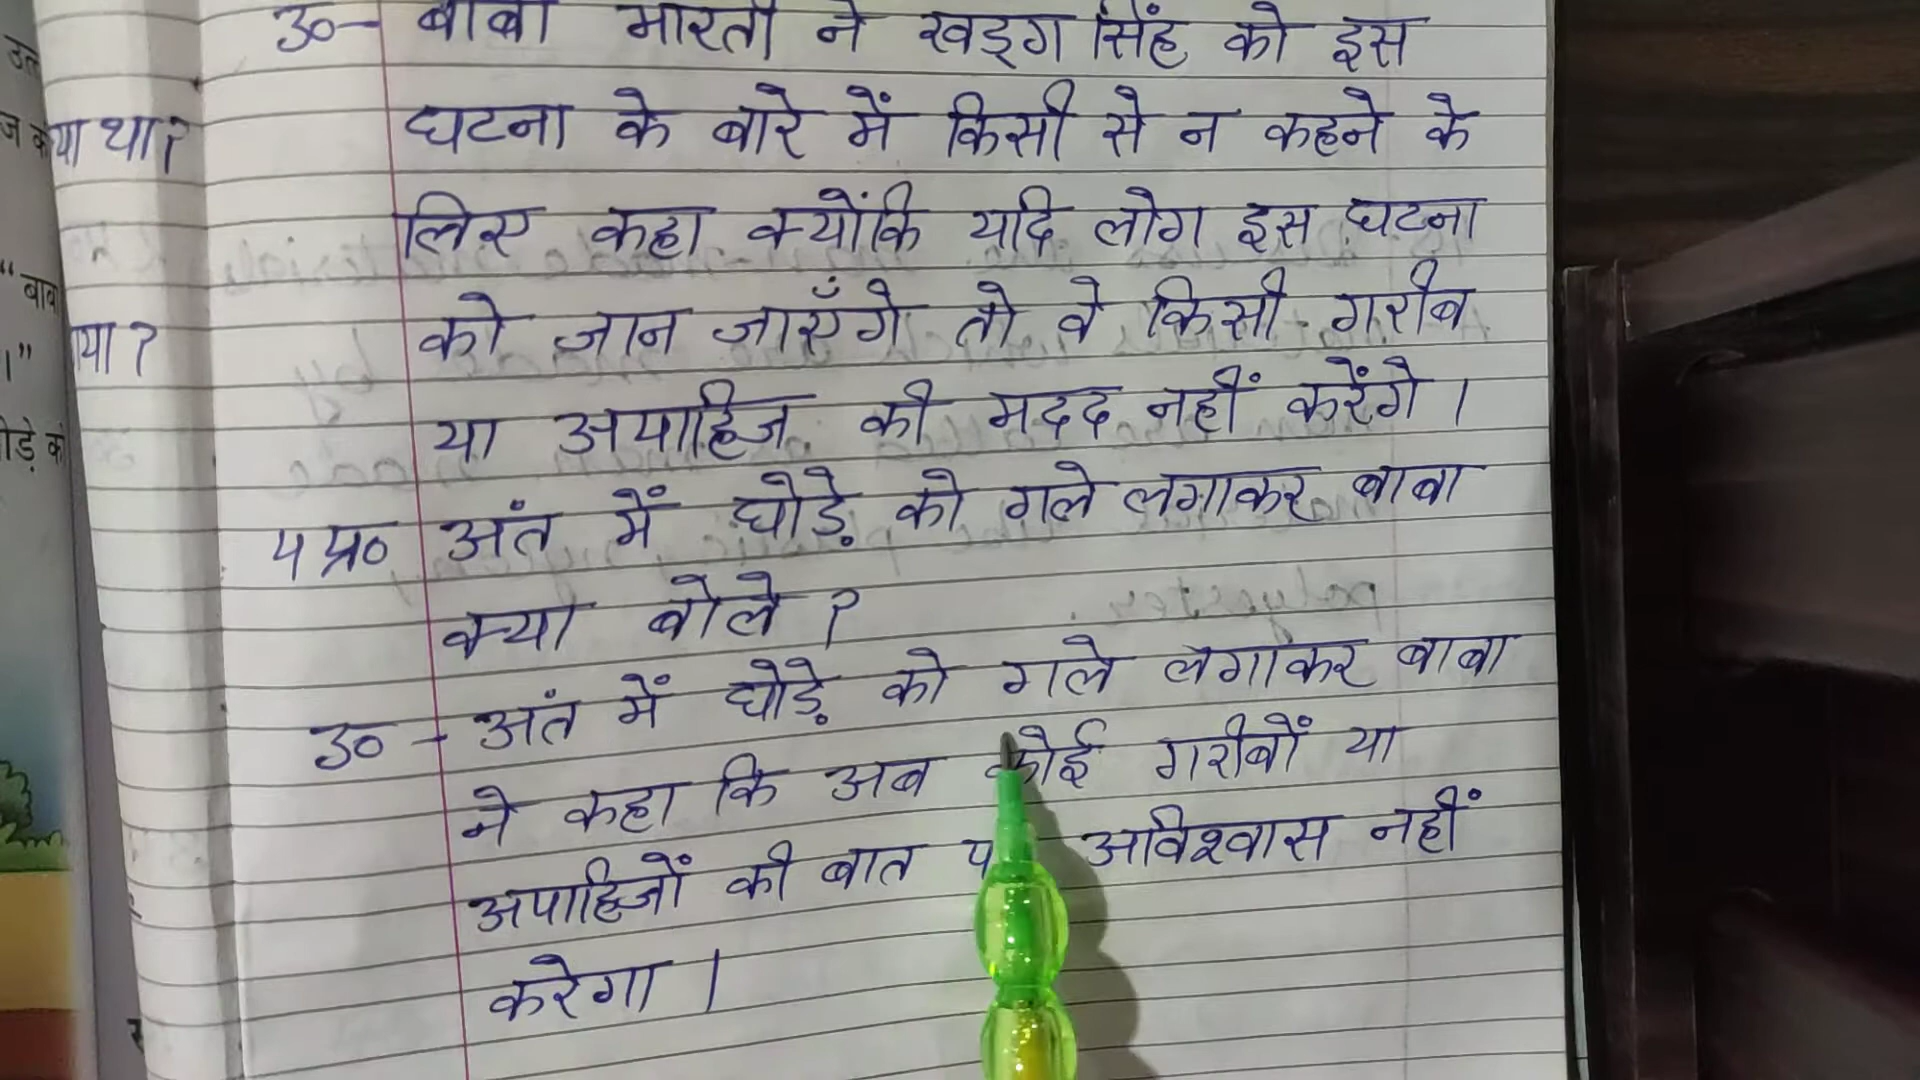 उ०- बाबा भारती ने खड्ग सिंह को इस
घटना के बारे में किसी से न कहने के
लिए कहा क्योंकि यदि लोग इस घटना
को जान जाएँगे तो वे किसी गरीब
या अपाहिज की मदद नहीं करेंगे।
प्र० अंत में घोड़े को गले लगाकर बाबा
क्या बोले?
उ० - अंत में घोड़े को गले लगाकर बाबा
ने कहा कि अब कोई गरीबों या
अपाहिजों की बात अविश्वास नहीं
करेगा।
था?
"बाबा
।"